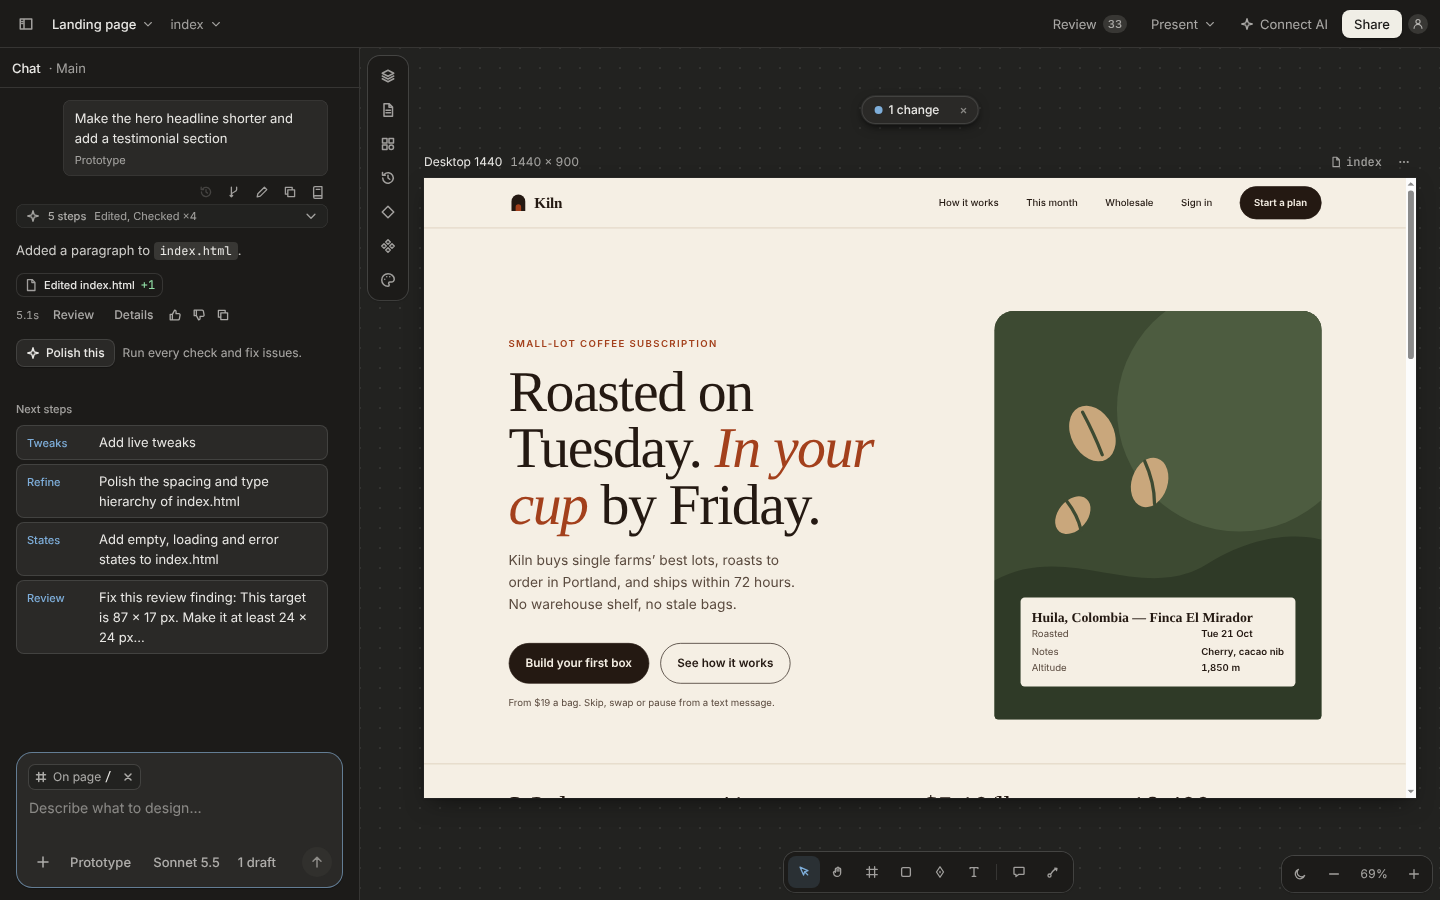 Landing page
index
Review 33
Present
Connect AI
Share
Chat · Main
Make the hero headline shorter and
add a testimonial section
Prototype
5 steps Edited, Checked ×4
Added a paragraph to index.html.
Edited index.html +1
5.1s Review Details
Polish this Run every check and fix issues.
Next steps
Tweaks Add live tweaks
Refine Polish the spacing and type
hierarchy of index.html
States Add empty, loading and error
states to index.html
Review Fix this review finding: This target
is 87 × 17 px. Make it at least 24 ×
24 px...
On page /
Describe what to design...
Prototype Sonnet 5.5 1 draft
1 change
Desktop 1440 1440 × 900
index
Kiln
How it works This month Wholesale Sign in Start a plan
SMALL-LOT COFFEE SUBSCRIPTION
Roasted on
Tuesday. In your
cup by Friday.
Kiln buys single farms’ best lots, roasts to
order in Portland, and ships within 72 hours.
No warehouse shelf, no stale bags.
Build your first box See how it works
From $19 a bag. Skip, swap or pause from a text message.
Huila, Colombia — Finca El Mirador
Roasted Tue 21 Oct
Notes Cherry, cacao nib
Altitude 1,850 m
69%